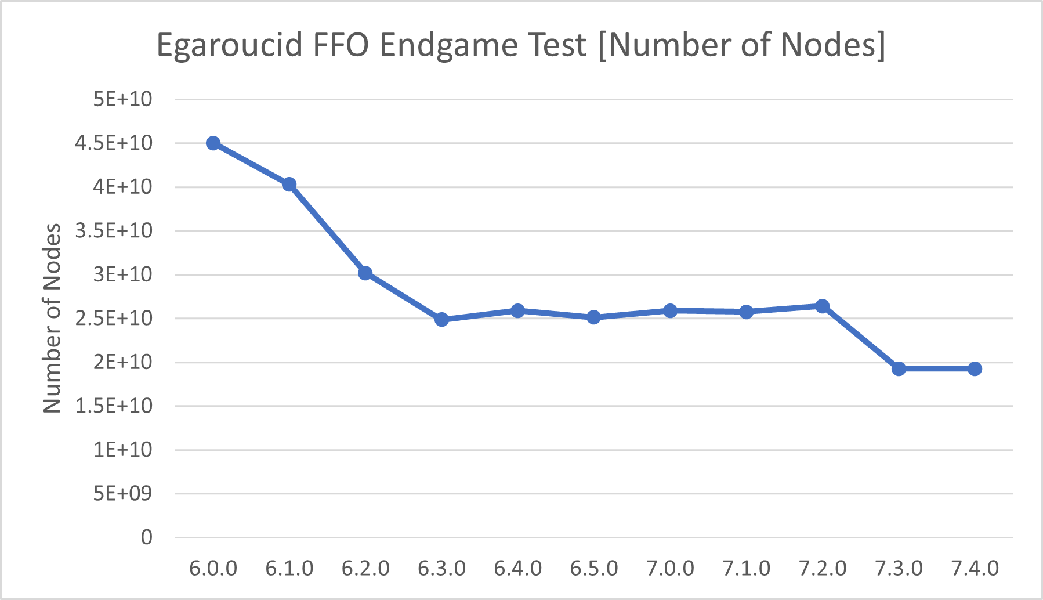 Egaroucid FFO Endgame Test [Number of Nodes]
Number of Nodes
5E+10
4.5E+10
4E+10
3.5E+10
3E+10
2.5E+10
2E+10
1.5E+10
1E+10
5E+09
0
6.0.0 6.1.0 6.2.0 6.3.0 6.4.0 6.5.0 7.0.0 7.1.0 7.2.0 7.3.0 7.4.0